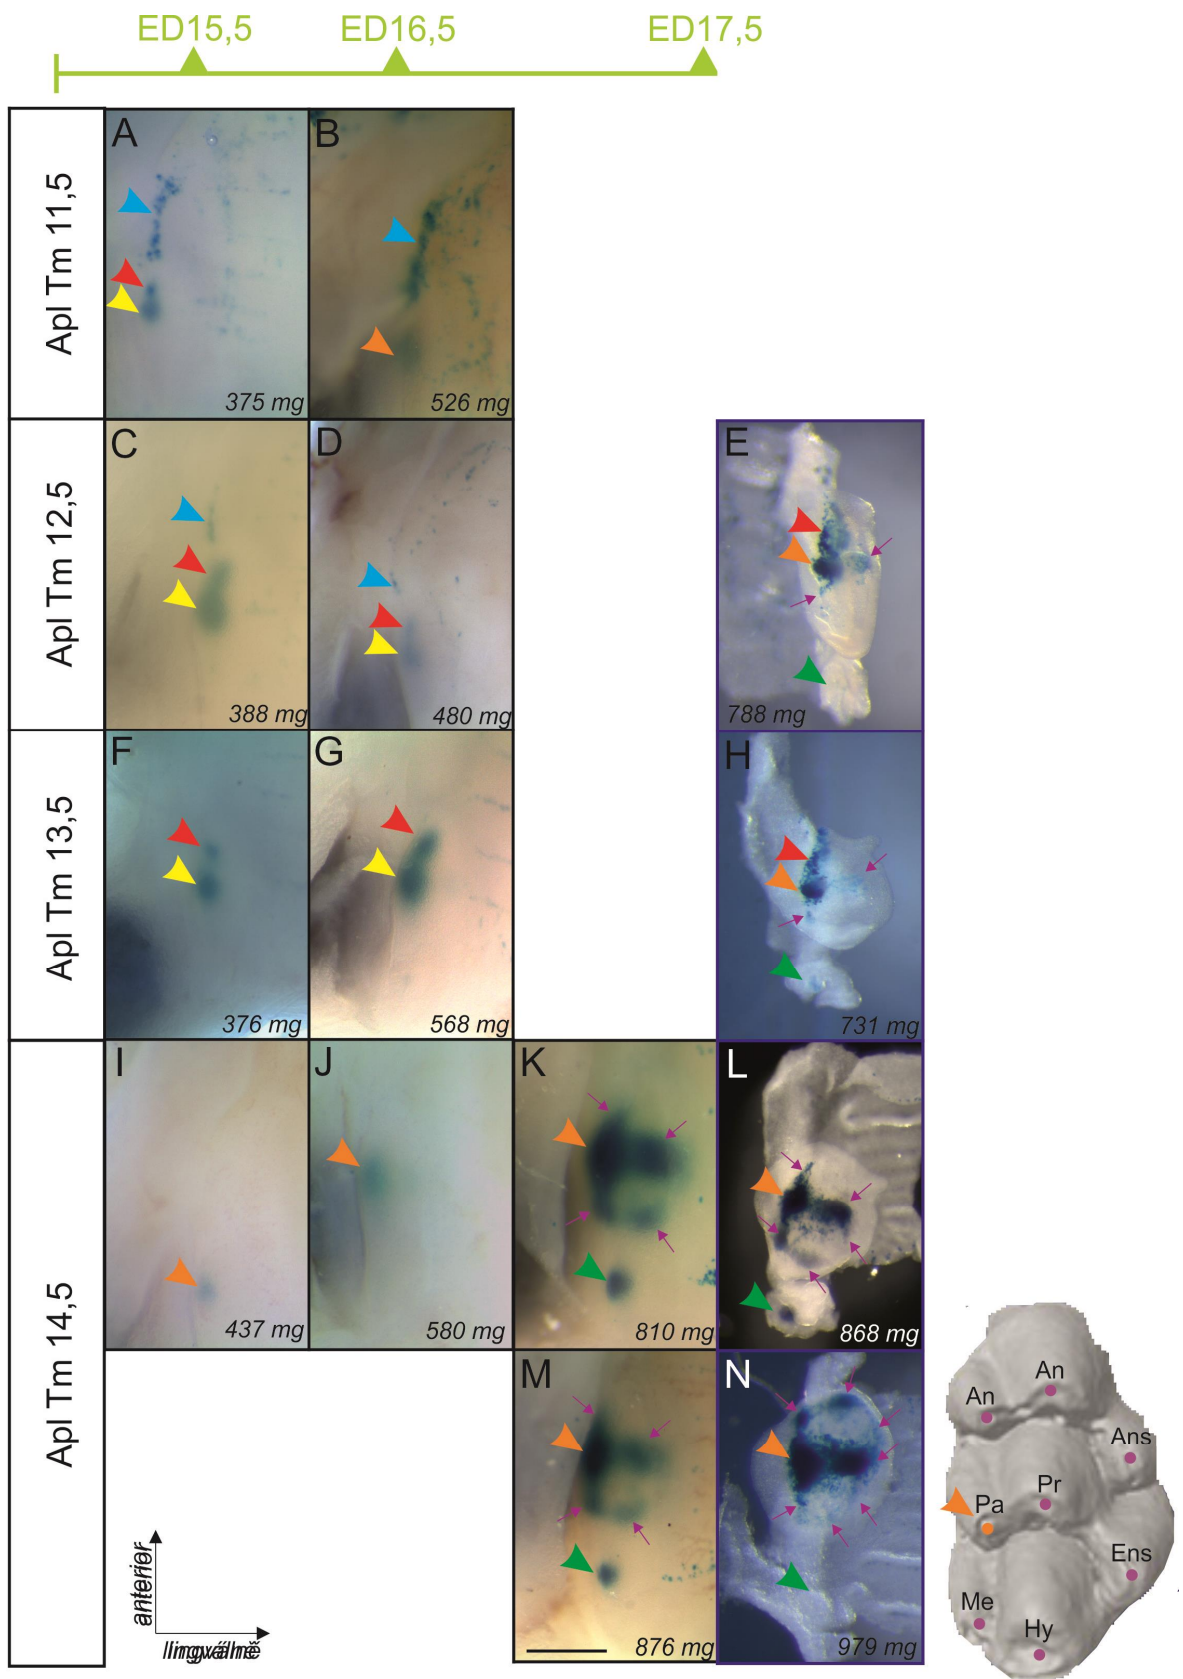 ED15,5 ED16,5 ED17,5
Apl Tm 11,5
A
375 mg
B
526 mg
Apl Tm 12,5
C
388 mg
D
480 mg
E
788 mg
Apl Tm 13,5
F
376 mg
G
568 mg
H
731 mg
Apl Tm 14,5
I
437 mg
J
580 mg
K
810 mg
L
868 mg
M
876 mg
N
979 mg
anterior
lingválně
An
An
Ans
Pr
Pa
Ens
Me
Hy